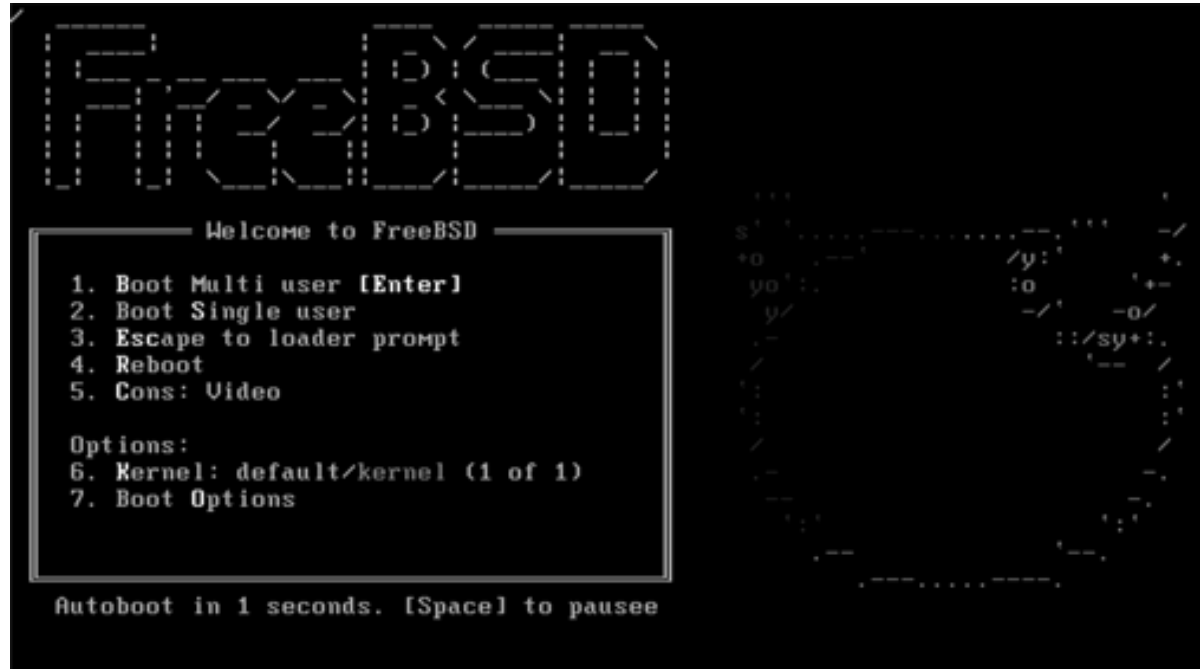 FreeBSD
Welcome to FreeBSD
1. Boot Multi user [Enter]
2. Boot Single user
3. Escape to loader prompt
4. Reboot
5. Cons: Video
Options:
6. Kernel: default/kernel (1 of 1)
7. Boot Options
Autoboot in 1 seconds. [Space] to pausee